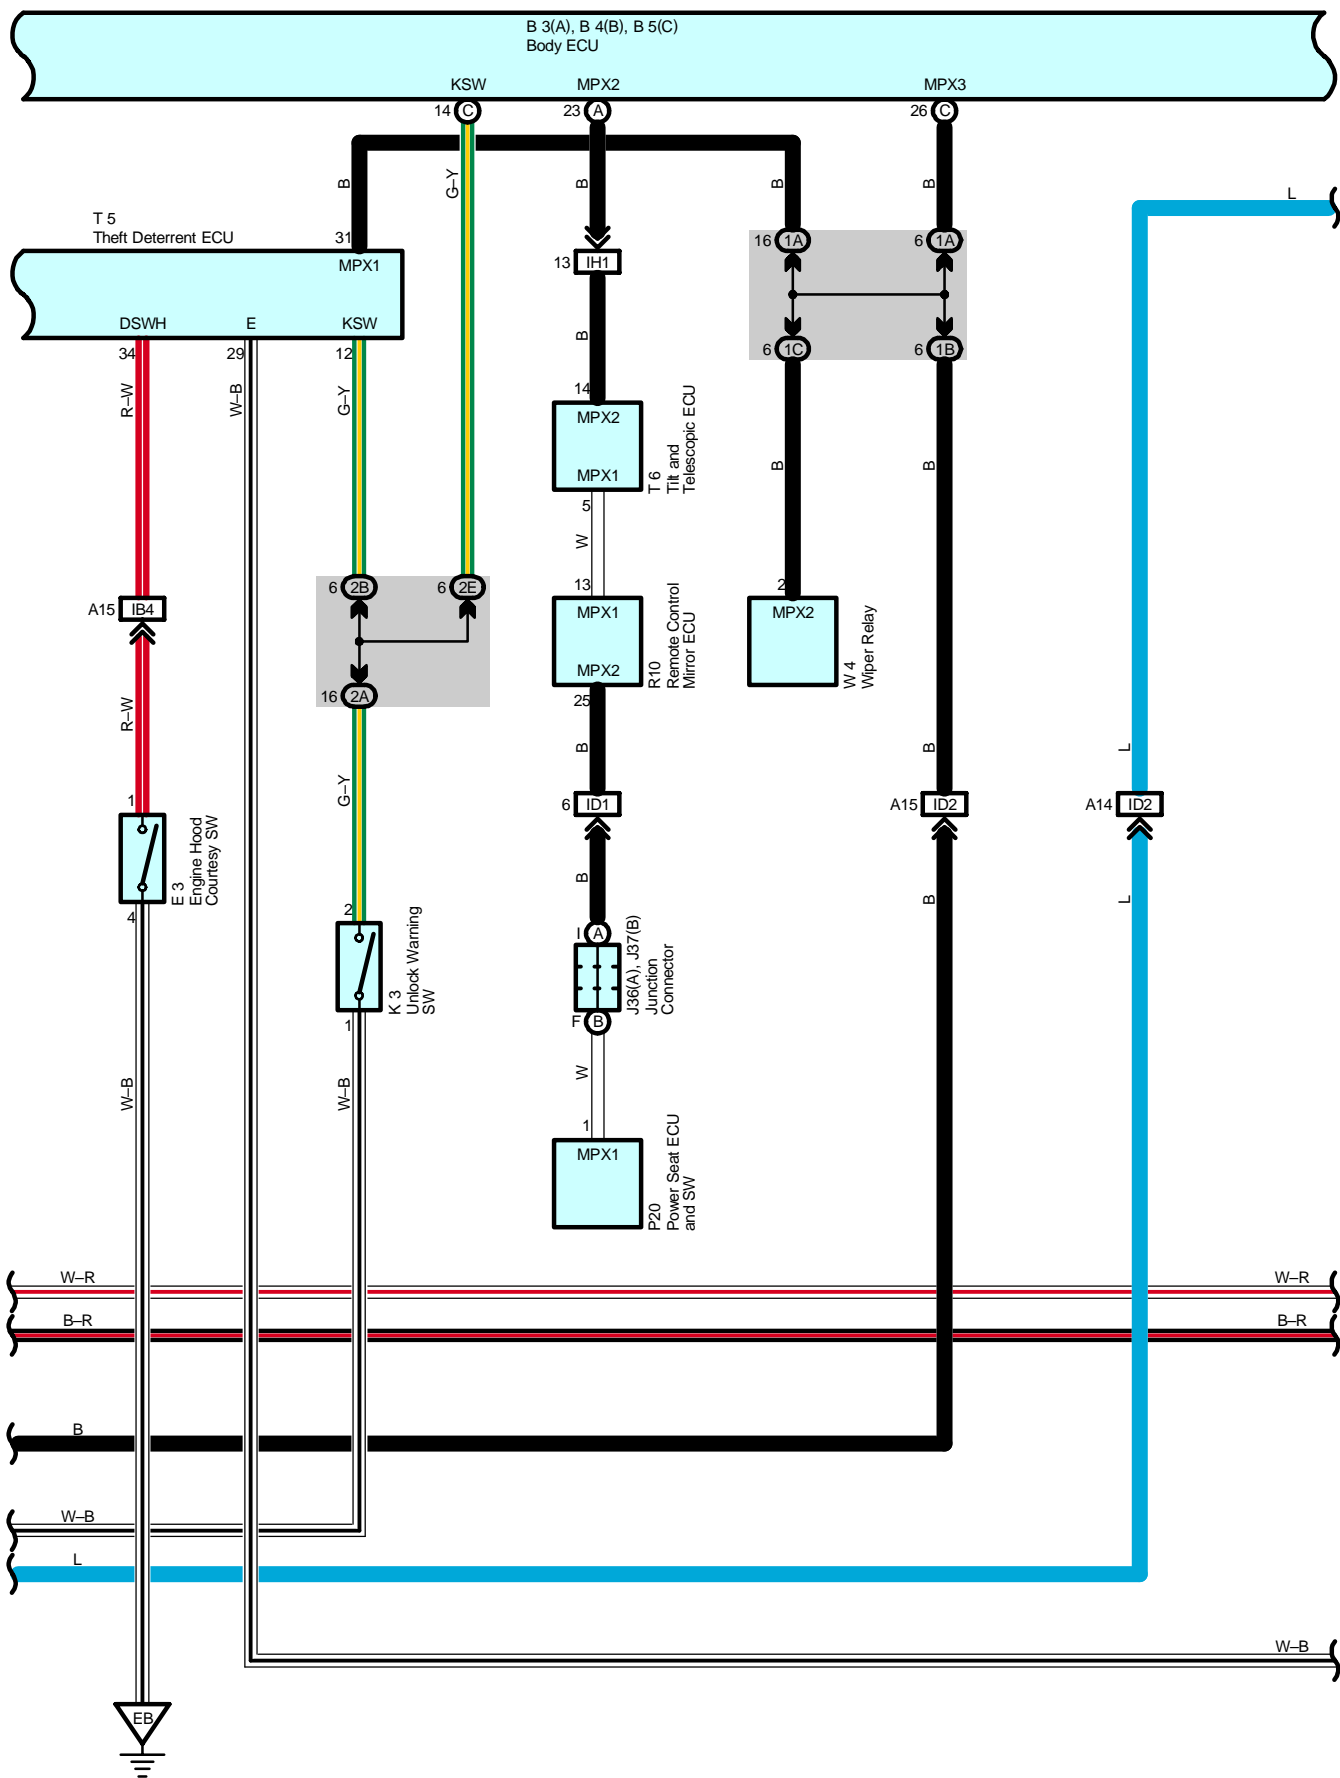 B 3(A), B 4(B), B 5(C)
Body ECU
KSW
MPX2
MPX3
14 C
23 A
26 C
B
G–Y
B
B
B
L
T 5
Theft Deterrent ECU
31
MPX1
16 1A
6 1A
13 IH1
DSWH
E
KSW
34
29
12
B
6 1C
6 1B
R–W
W–B
G–Y
14
MPX2
MPX1
T 6
Tilt and
Telescopic ECU
B
B
5
W
6 2B
6 2E
13
MPX1
MPX2
R10
Remote Control
Mirror ECU
2
MPX2
W 4
Wiper Relay
A15 IB4
16 2A
25
R–W
G–Y
B
B
L
1
6 ID1
A15 ID2
A14 ID2
E 3
Engine Hood
Courtesy SW
4
B
B
L
2
K 3
Unlock Warning
SW
1
I A
J36(A), J37(B)
Junction
Connector
F B
W–B
W–B
W
1
MPX1
P20
Power Seat ECU
and SW
W–R
W–R
B–R
B–R
B
W–B
L
W–B
EB